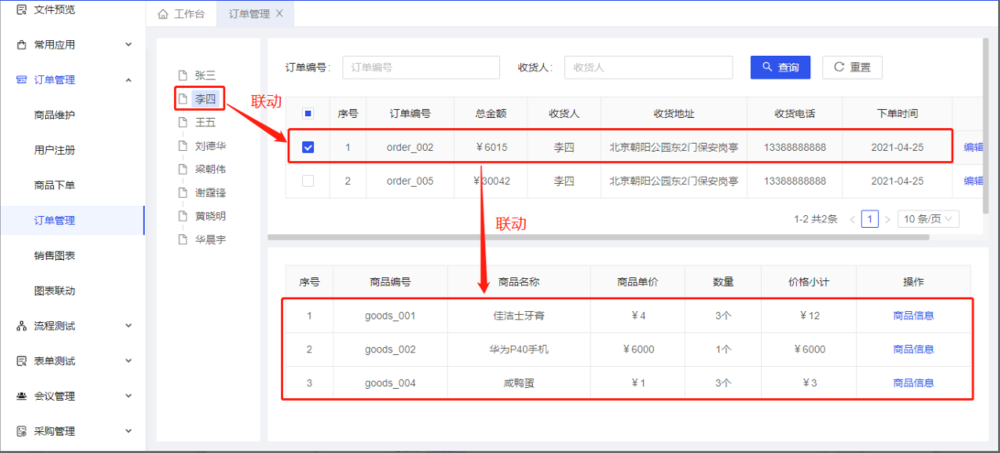 文件预览
常用应用
订单管理
商品维护
用户注册
商品下单
订单管理
销售图表
图表联动
流程测试
表单测试
会议管理
采购管理
工作台 订单管理
张三
李四
王五
刘德华
梁朝伟
谢霆锋
黄晓明
华晨宇
联动
订单编号: 订单编号 收货人: 收货人 查询 重置
序号 订单编号 总金额 收货人 收货地址 收货电话 下单时间
1 order_002 ￥6015 李四 北京朝阳公园东2门保安岗亭 13388888888 2021-04-25 编辑
2 order_005 ￥30042 李四 北京朝阳公园东2门保安岗亭 13388888888 2021-04-25 编辑
1-2 共2条 < 1 > 10 条/页
联动
序号 商品编号 商品名称 商品单价 数量 价格小计 操作
1 goods_001 佳洁士牙膏 ￥4 3个 ￥12 商品信息
2 goods_002 华为P40手机 ￥6000 1个 ￥6000 商品信息
3 goods_004 咸鸭蛋 ￥1 3个 ￥3 商品信息